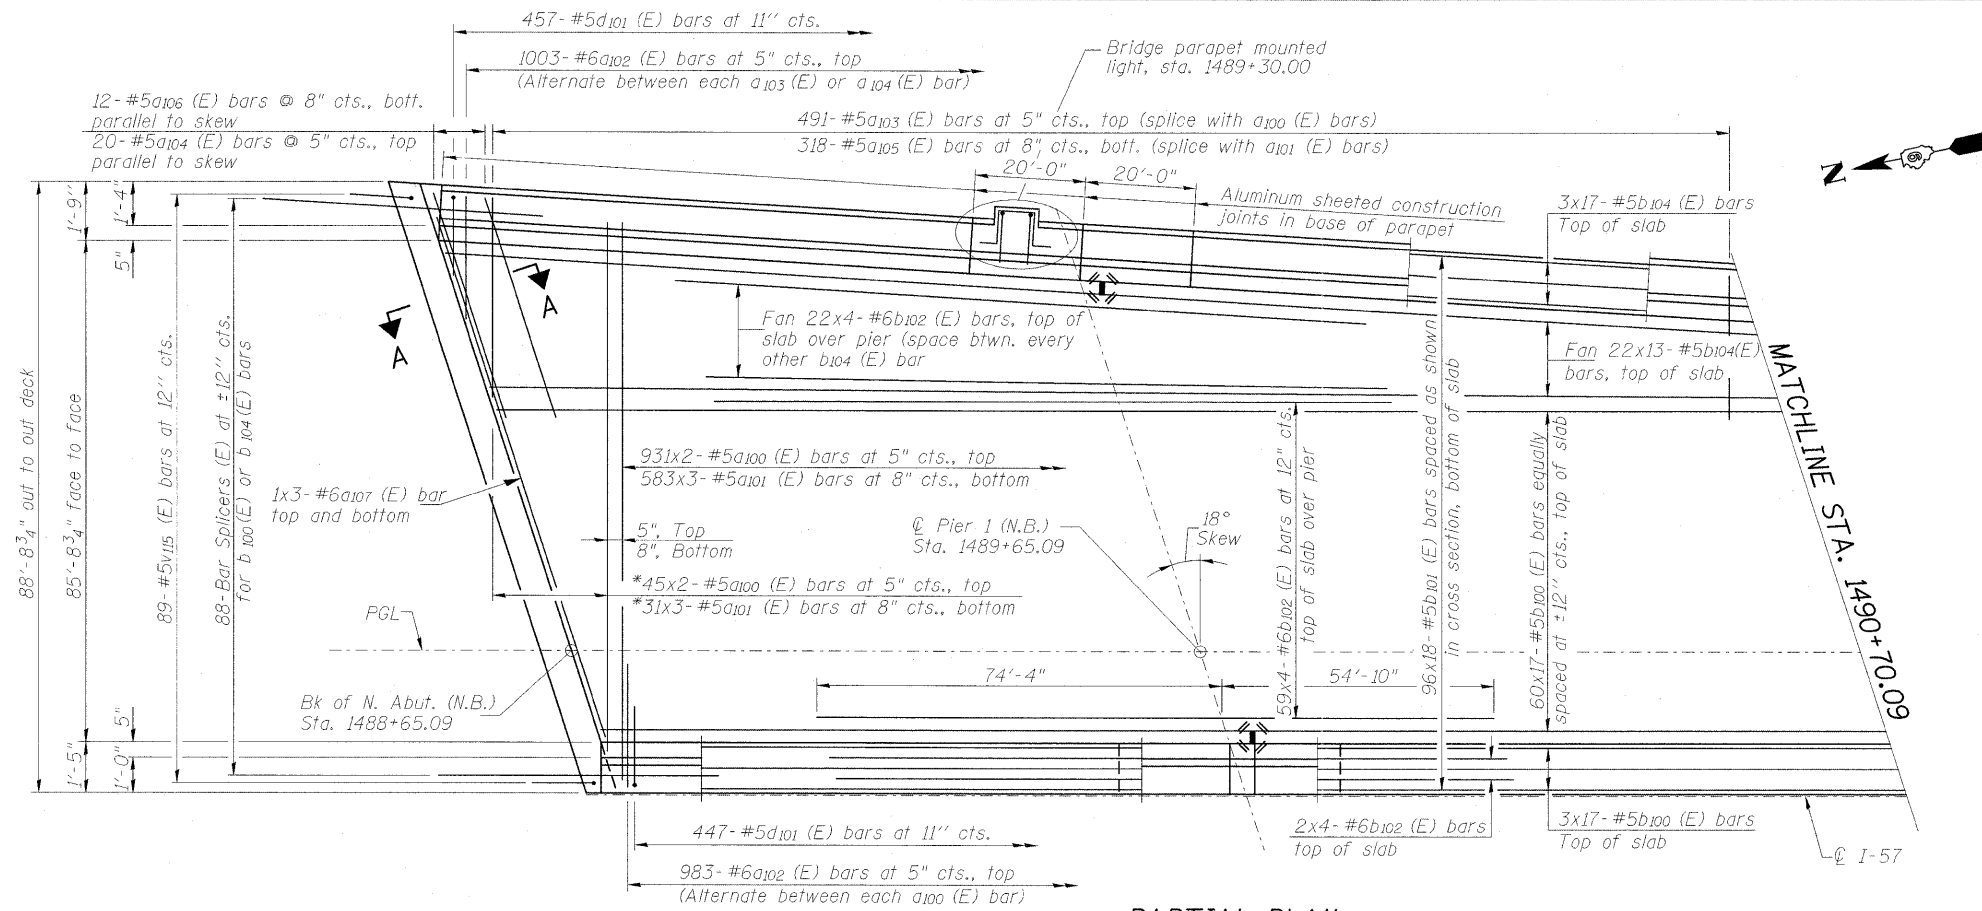 457- #5d101 (E) bars at 11" cts.
1003- #6a102 (E) bars at 5" cts., top
(Alternate between each a103 (E) or a104 (E) bar)
Bridge parapet mounted
light, sta. 1489+30.00
12- #5a106 (E) bars @ 8" cts., bott.
parallel to skew
20- #5a104 (E) bars @ 5" cts., top
parallel to skew
491- #5a103 (E) bars at 5" cts., top (splice with a100 (E) bars)
318- #5a105 (E) bars at 8", cts., bott. (splice with a101 (E) bars)
N
20'-0"
20'-0"
Aluminum sheeted construction
joints in base of parapet
3x17- #5b104 (E) bars
Top of slab
1'-9"
1'-4"
5"
A
A
Fan 22x4- #6b102 (E) bars, top of
slab over pier (space btwn. every
other b104 (E) bar
Fan 22x13- #5b104(E)
bars, top of slab
MATCHLINE STA. 1490+70.09
88'-8 3/4" out to out deck
85'-8 3/4" face to face
89- #5v115 (E) bars at 12" cts.
88-Bar Splicers (E) at ±12" cts.
for b100(E) or b104(E) bars
931x2- #5a100 (E) bars at 5" cts., top
583x3- #5a101 (E) bars at 8" cts., bottom
1x3- #6a107 (E) bar
top and bottom
5", Top
8", Bottom
℄ Pier 1 (N.B.)
Sta. 1489+65.09
18°
Skew
*45x2- #5a100 (E) bars at 5" cts., top
*31x3- #5a101 (E) bars at 8" cts., bottom
59x4- #6b102 (E) bars at 12" cts.
top of slab over pier
96x18- #5b101 (E) bars spaced as shown
in cross section, bottom of slab
60x17- #5b100 (E) bars equally
spaced at ±12" cts., top of slab
PGL
74'-4"
54'-10"
Bk of N. Abut. (N.B.)
Sta. 1488+65.09
5"
1'-5"
1'-0"
447- #5d101 (E) bars at 11" cts.
983- #6a102 (E) bars at 5" cts., top
(Alternate between each a100 (E) bar)
2x4- #6b102 (E) bars
top of slab
3x17- #5b100 (E) bars
Top of slab
℄ I-57